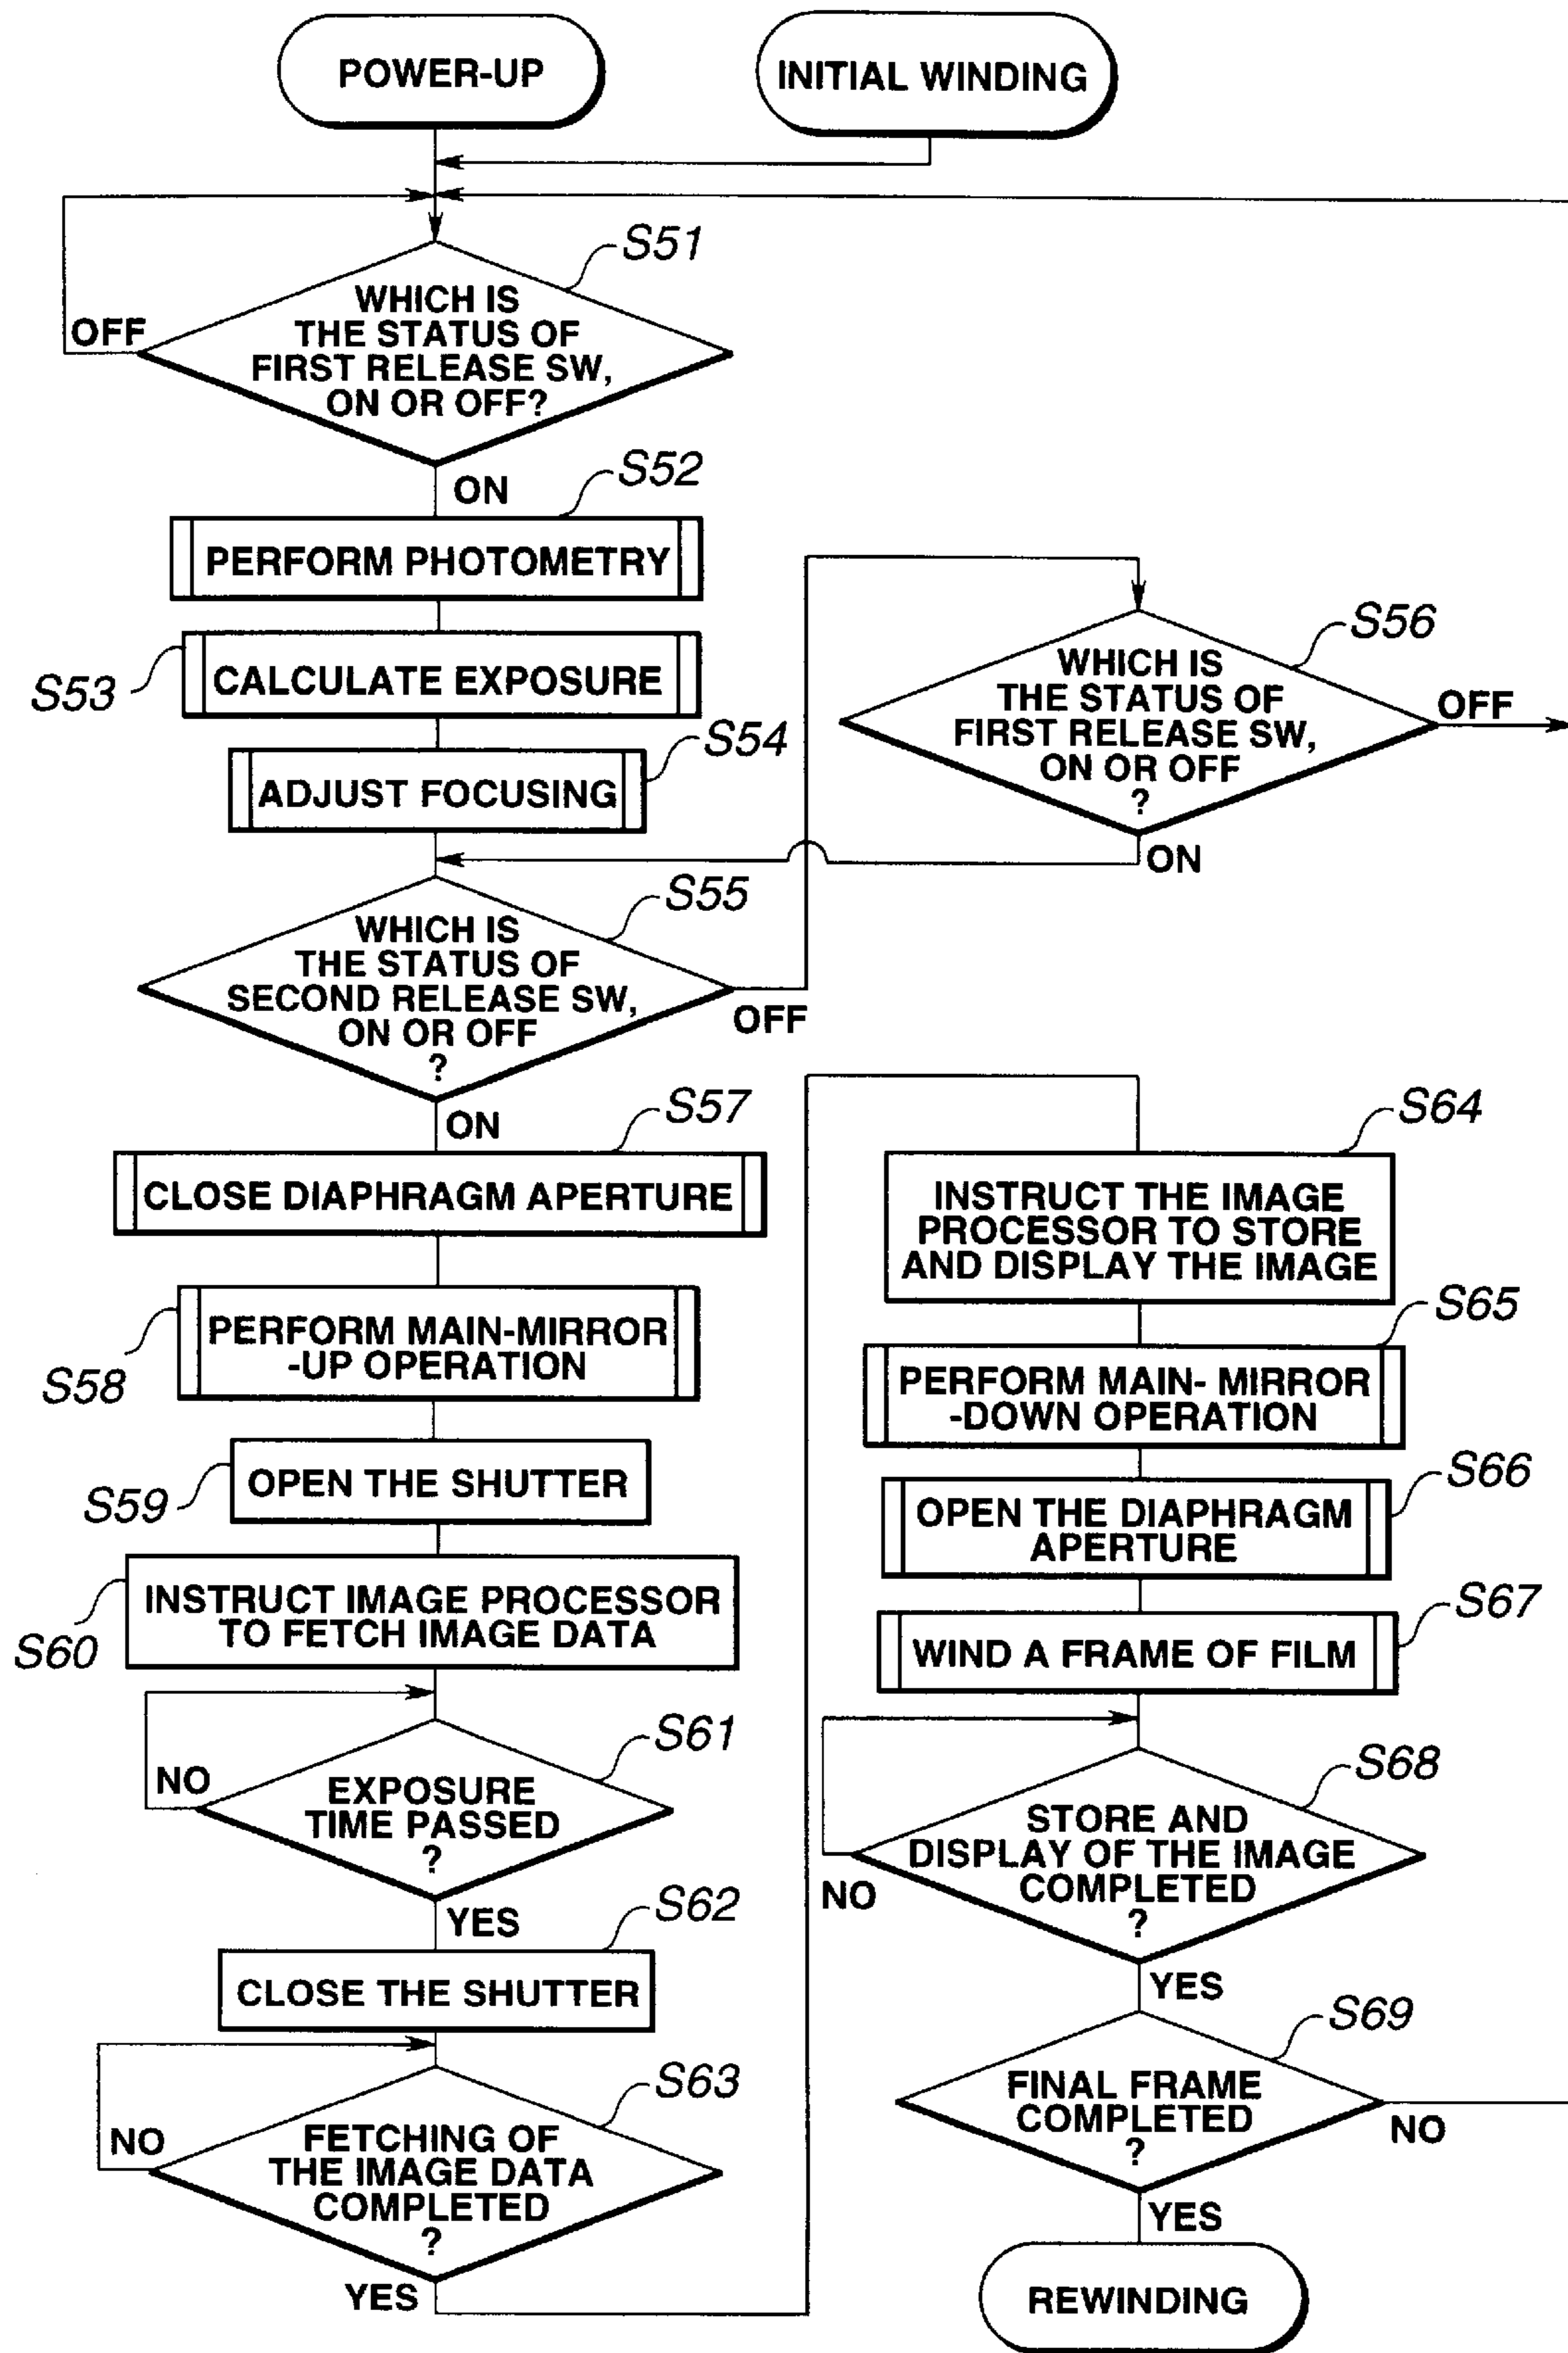 POWER-UP
INITIAL WINDING
S51
WHICH IS
THE STATUS OF
FIRST RELEASE SW,
ON OR OFF?
OFF
ON
S52
PERFORM PHOTOMETRY
S53
CALCULATE EXPOSURE
S54
ADJUST FOCUSING
S56
WHICH IS
THE STATUS OF
FIRST RELEASE SW,
ON OR OFF
?
OFF
ON
S55
WHICH IS
THE STATUS OF
SECOND RELEASE SW,
ON OR OFF
?
OFF
ON
S57
CLOSE DIAPHRAGM APERTURE
S58
PERFORM MAIN-MIRROR
-UP OPERATION
S59
OPEN THE SHUTTER
S60
INSTRUCT IMAGE PROCESSOR
TO FETCH IMAGE DATA
S61
NO
EXPOSURE
TIME PASSED
?
YES
S62
CLOSE THE SHUTTER
S63
NO
FETCHING OF
THE IMAGE DATA
COMPLETED
?
YES
S64
INSTRUCT THE IMAGE
PROCESSOR TO STORE
AND DISPLAY THE IMAGE
S65
PERFORM MAIN- MIRROR
-DOWN OPERATION
S66
OPEN THE DIAPHRAGM
APERTURE
S67
WIND A FRAME OF FILM
S68
STORE AND
DISPLAY OF THE IMAGE
COMPLETED
?
NO
YES
S69
FINAL FRAME
COMPLETED
?
NO
YES
REWINDING